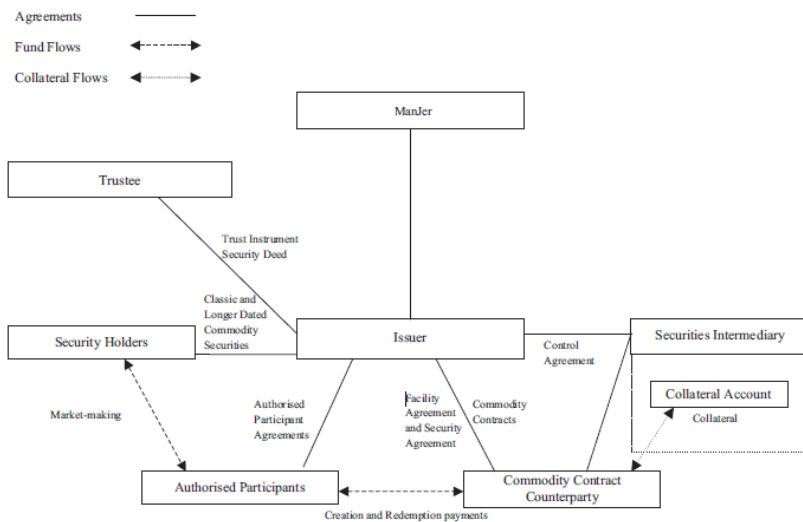 Agreements
Fund Flows
Collateral Flows
ManJer
Trustee
Trust Instrument
Security Deed
Classic and
Longer Dated
Commodity
Securities
Security Holders
Issuer
Securities Intermediary
Control
Agreement
Collateral Account
Collateral
Market-making
Authorised
Participant
Agreements
Facility
Agreement
and Security
Agreement
Commodity
Contracts
Authorised Participants
Commodity Contract
Counterparty
Creation and Redemption payments